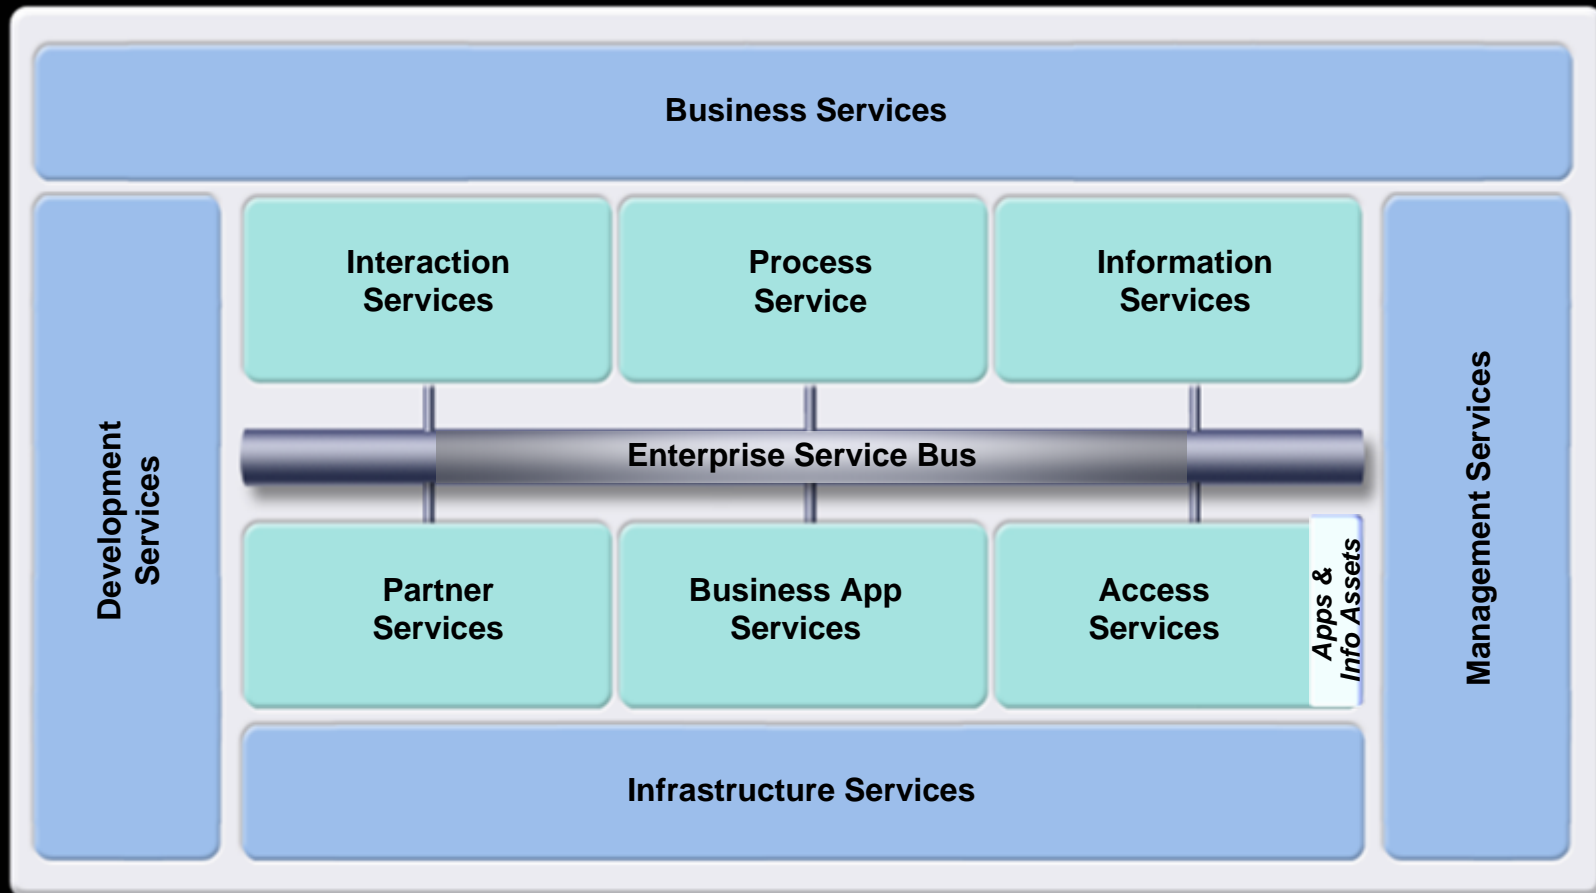 Business Services
Development
Services
Interaction
Services
Process
Service
Information
Services
Management Services
Enterprise Service Bus
Partner
Services
Business App
Services
Access
Services
Apps &
Info Assets
Infrastructure Services